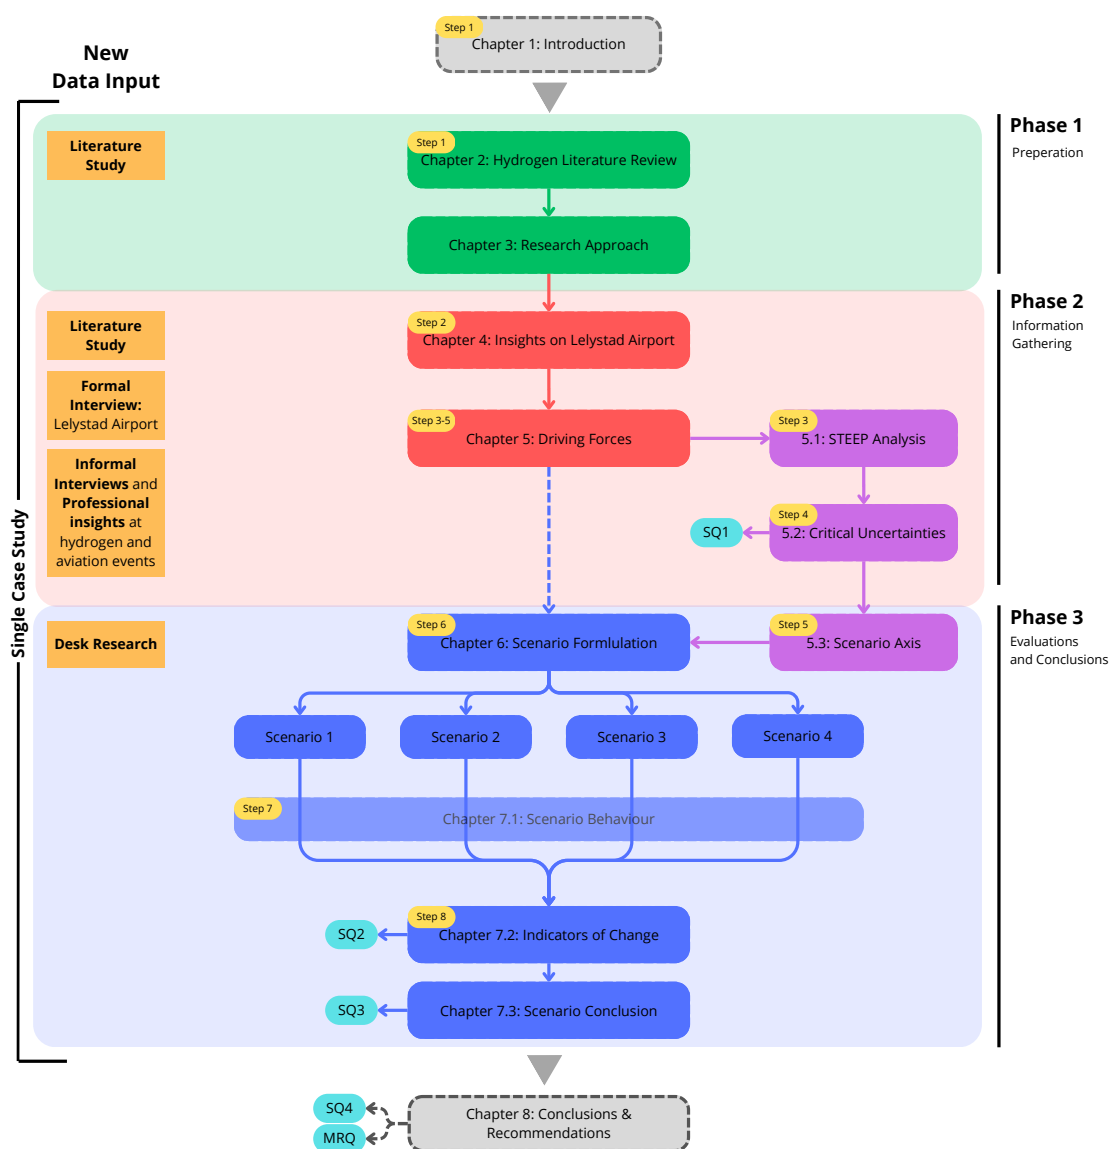 Step 1
Chapter 1: Introduction
New
Data Input
Phase 1
Preperation
Literature
Study
Step 1
Chapter 2: Hydrogen Literature Review
Chapter 3: Research Approach
Phase 2
Information
Gathering
Literature
Study
Step 2
Chapter 4: Insights on Lelystad Airport
Formal
Interview:
Lelystad Airport
Step 3-5
Chapter 5: Driving Forces
Step 3
5.1: STEEP Analysis
Informal
Interviews and
Professional
insights at
hydrogen and
aviation events
SQ1
Step 4
5.2: Critical Uncertainties
Single Case Study
Phase 3
Evaluations
and Conclusions
Desk Research
Step 6
Chapter 6: Scenario Formlulation
Step 5
5.3: Scenario Axis
Scenario 1
Scenario 2
Scenario 3
Scenario 4
Step 7
Chapter 7.1: Scenario Behaviour
Step 8
SQ2
Chapter 7.2: Indicators of Change
SQ3
Chapter 7.3: Scenario Conclusion
SQ4
MRQ
Chapter 8: Conclusions &
Recommendations